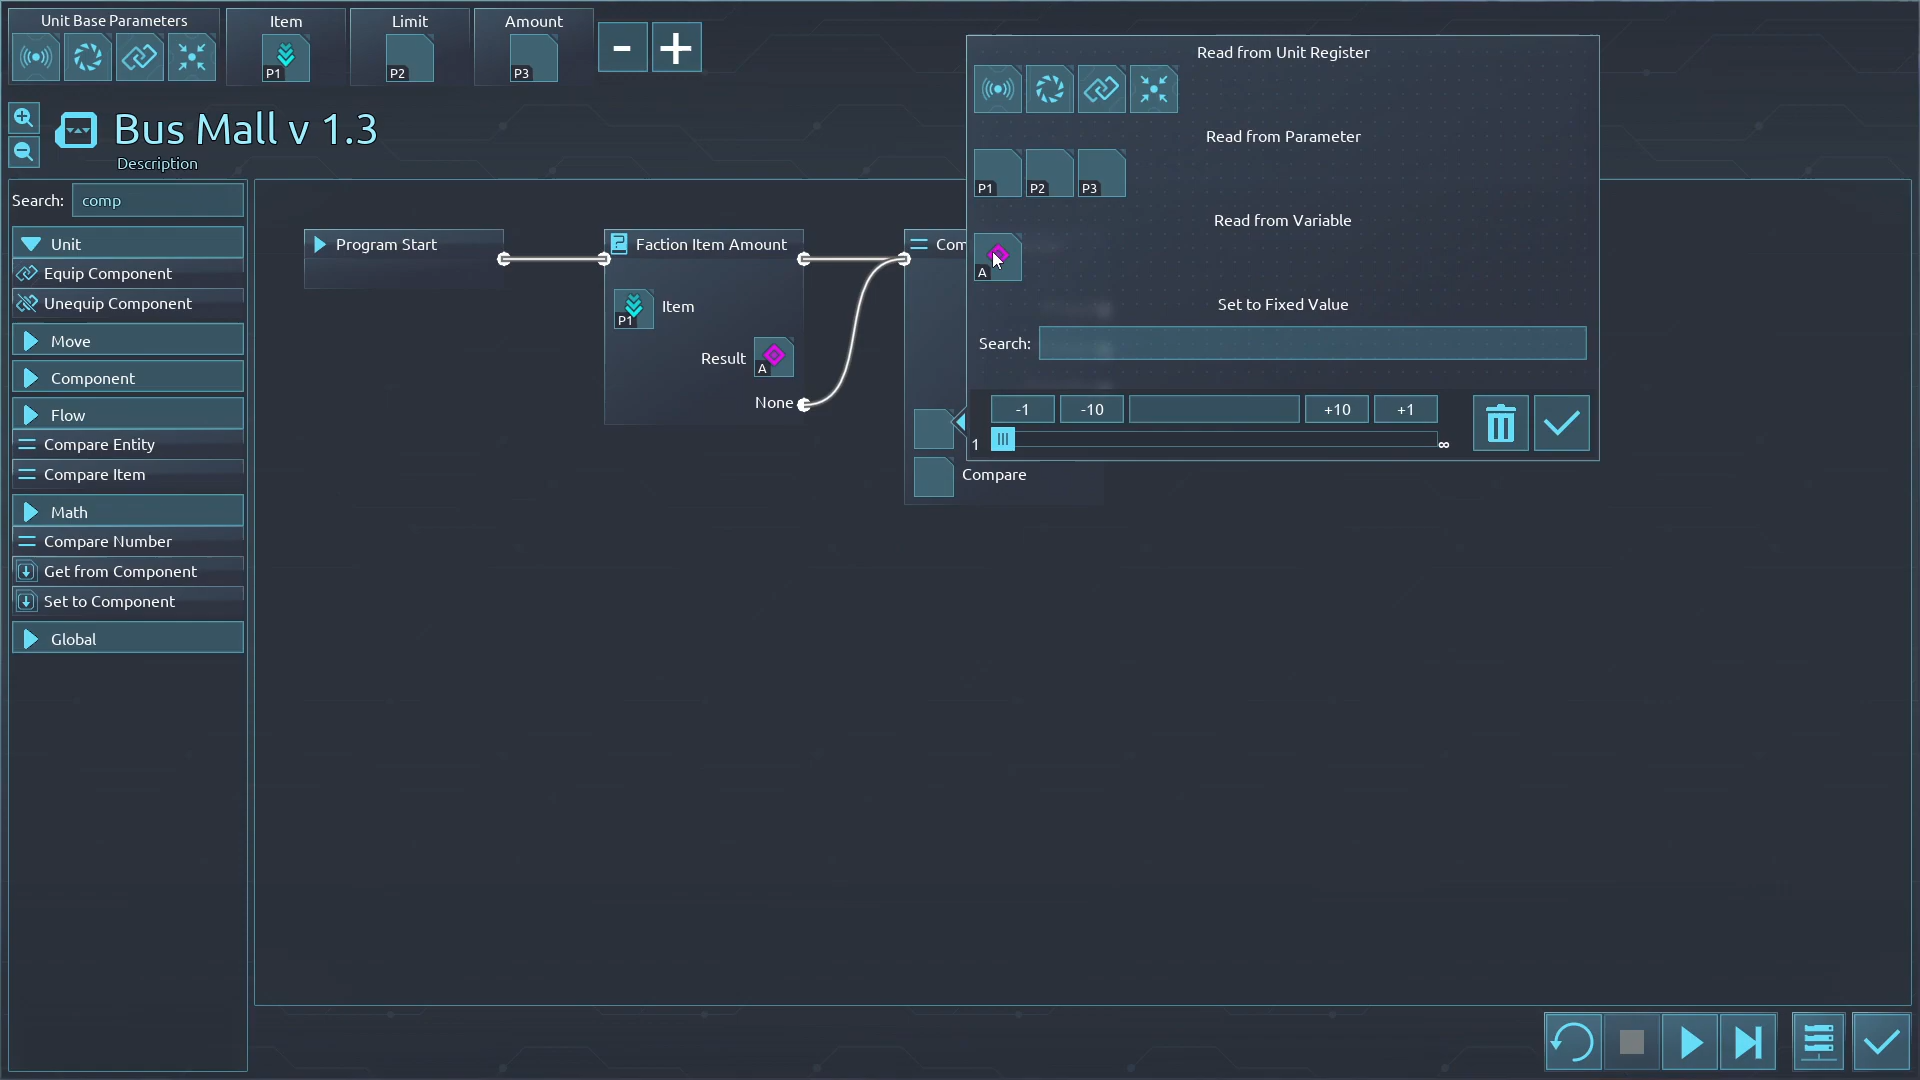 Unit Base Parameters
Item
Limit
Amount
P1
P2
P3
- +
Bus Mall v 1.3
Description
Search: comp
Unit
Equip Component
Unequip Component
Move
Component
Flow
Compare Entity
Compare Item
Math
Compare Number
Get from Component
Set to Component
Global
Program Start
Faction Item Amount
P1 Item
Result A
None
Com
Compare
Read from Unit Register
Read from Parameter
P1 P2 P3
Read from Variable
A
Set to Fixed Value
Search:
-1 -10 +10 +1
1 ∞